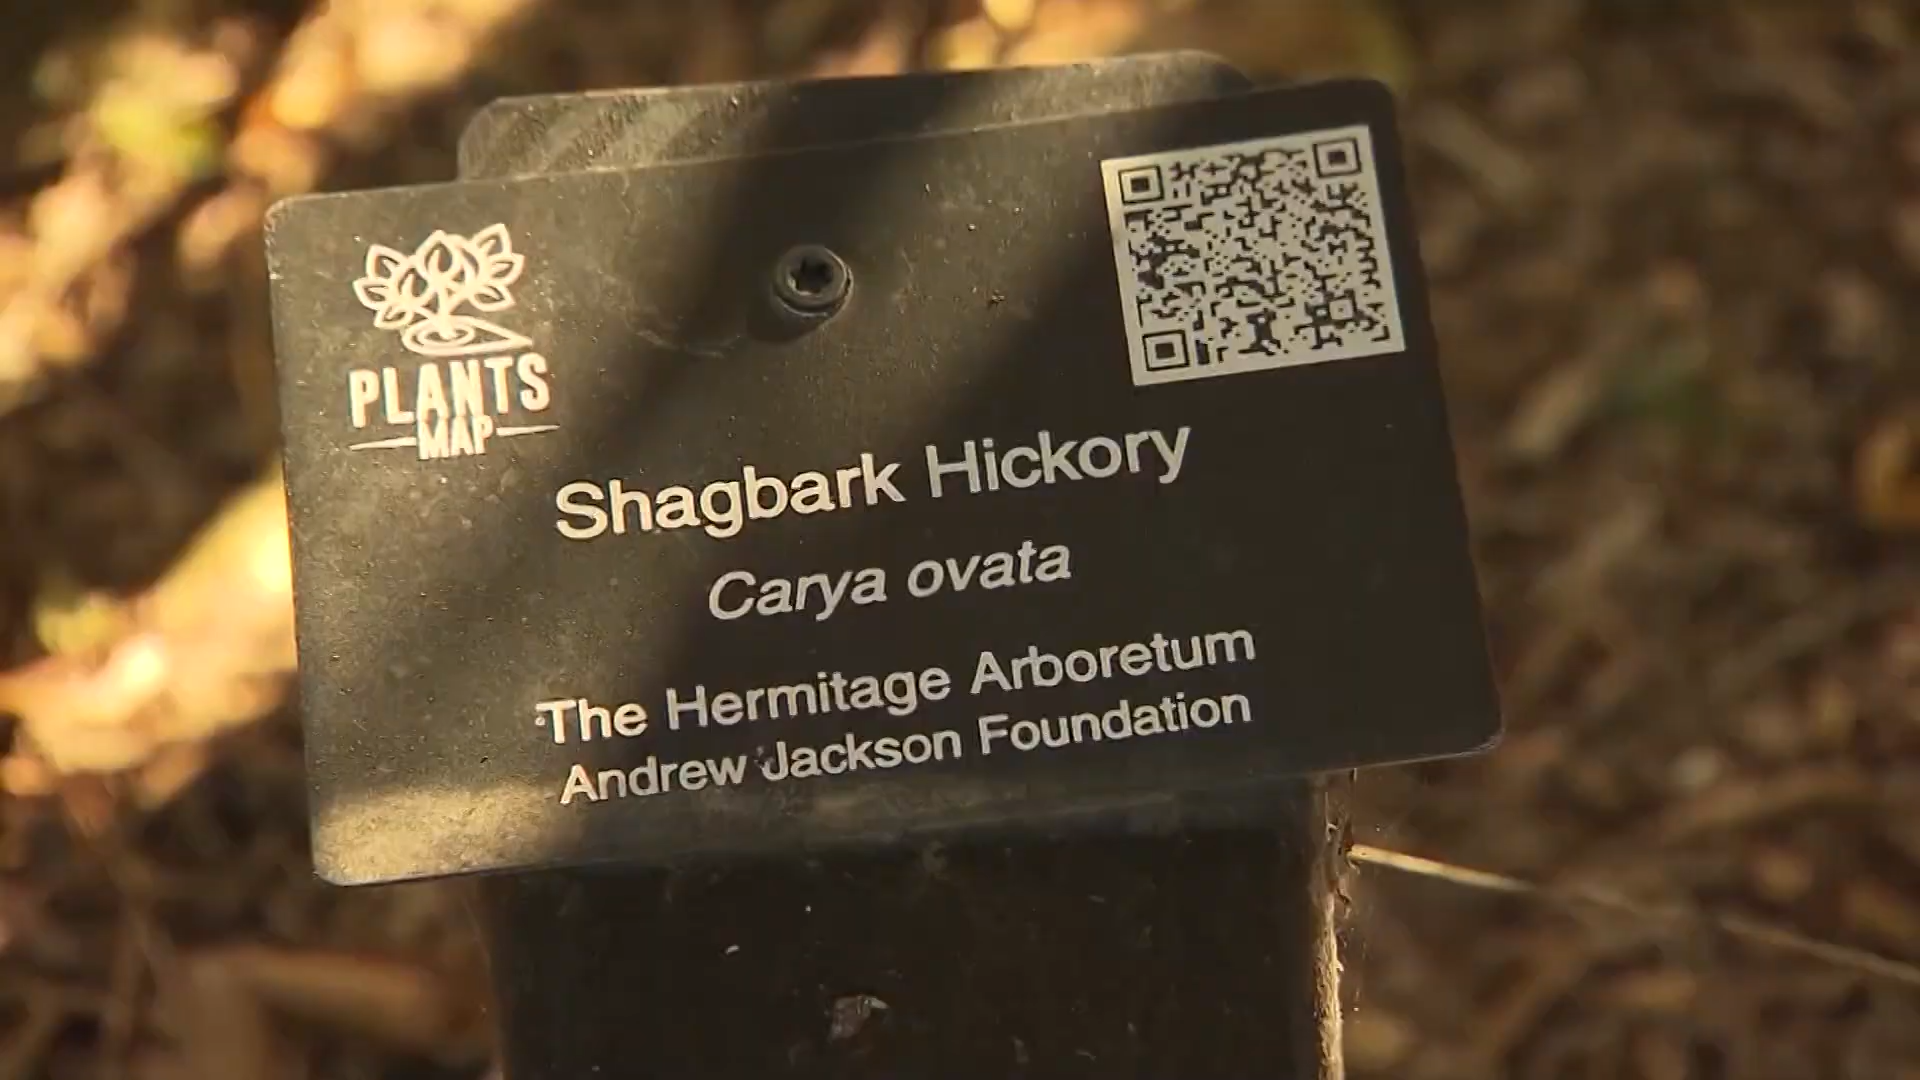 PLANTS
MAP
Shagbark Hickory
Carya ovata
The Hermitage Arboretum
Andrew Jackson Foundation